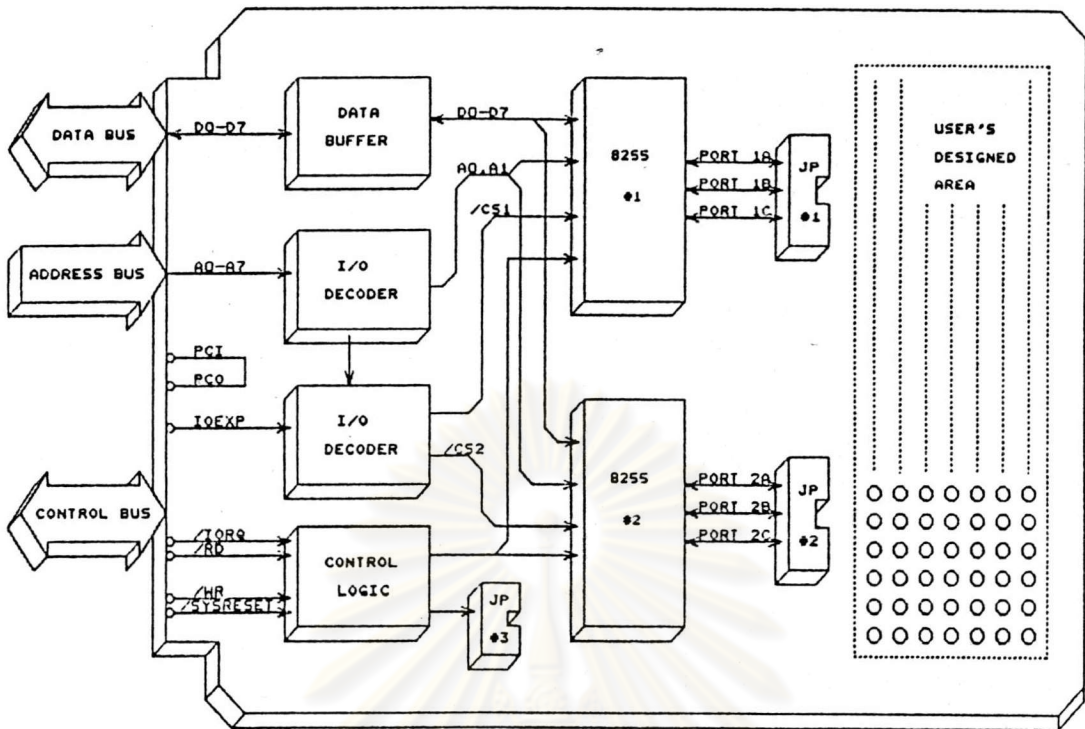 DATA BUS
D0-D7
DATA
BUFFER
D0-D7
A0,A1
/CS1
8255
#1
PORT 1A
PORT 1B
PORT 1C
JP
#1
USER'S
DESIGNED
AREA
ADDRESS BUS
A0-A7
I/O
DECODER
PCI
PCO
IOEXP
I/O
DECODER
/CS2
8255
#2
PORT 2A
PORT 2B
PORT 2C
JP
#2
CONTROL BUS
/IORQ
/RD
/WR
/SYSRESET
CONTROL
LOGIC
JP
#3